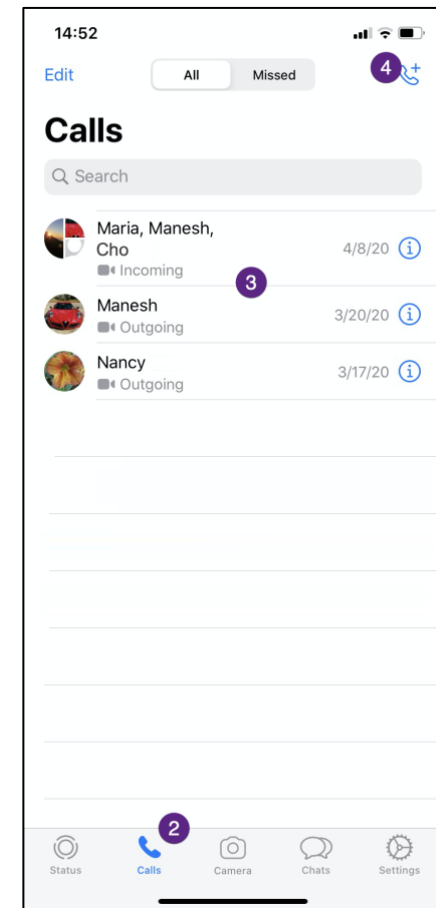 14:52
Edit
All
Missed
4
Calls
Search
Maria, Manesh,
Cho
Incoming
4/8/20
3
Manesh
Outgoing
3/20/20
Nancy
Outgoing
3/17/20
2
Status
Calls
Camera
Chats
Settings